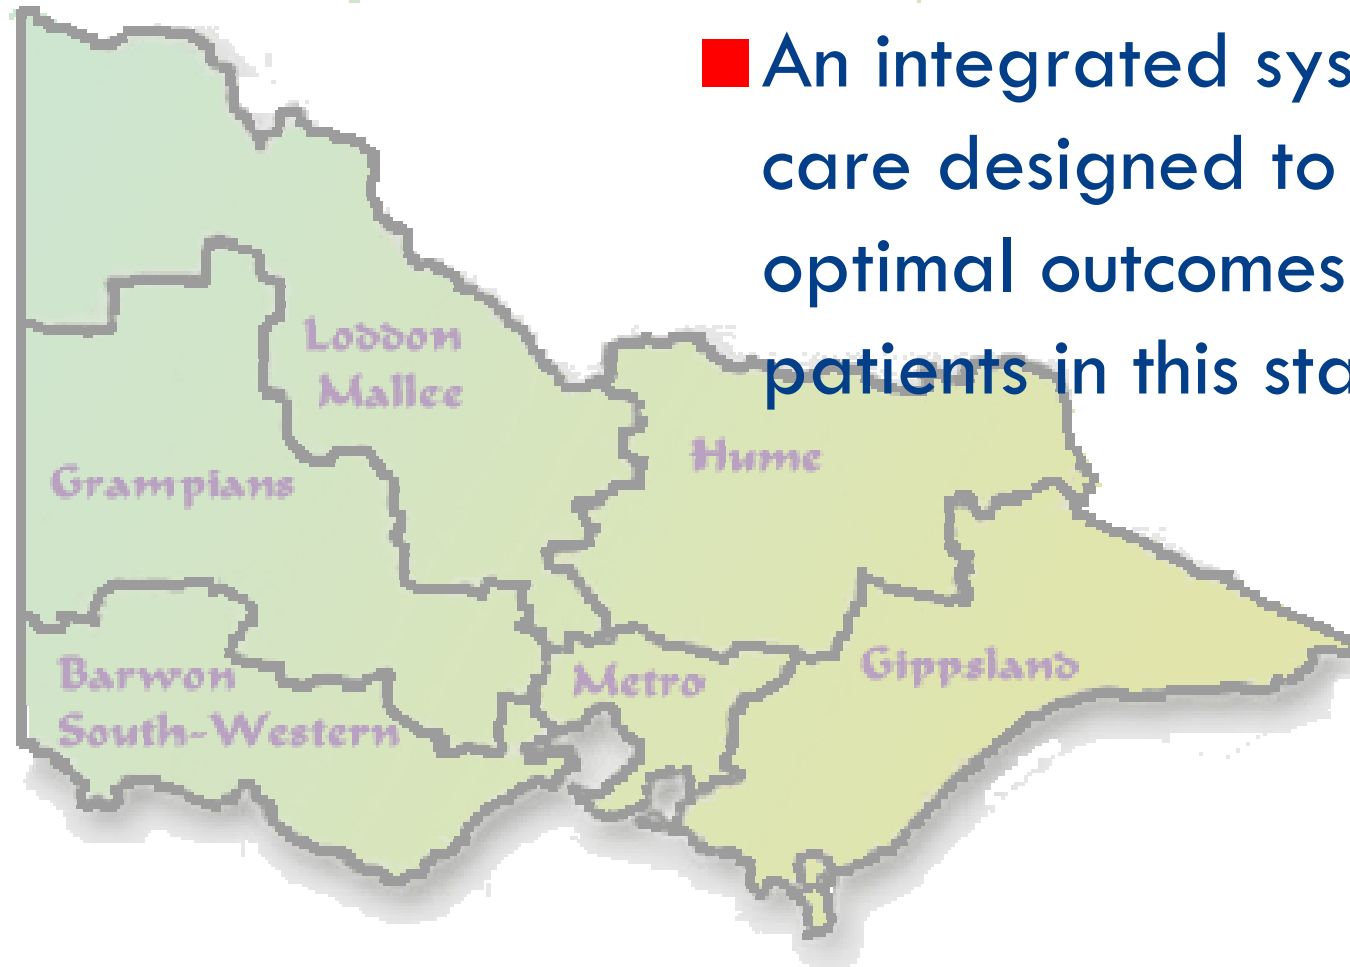 An integrated sys
care designed to
optimal outcomes
patients in this sta
Loddon
Mallee
Grampians
Hume
Barwon
South-Western
Metro
Gippsland